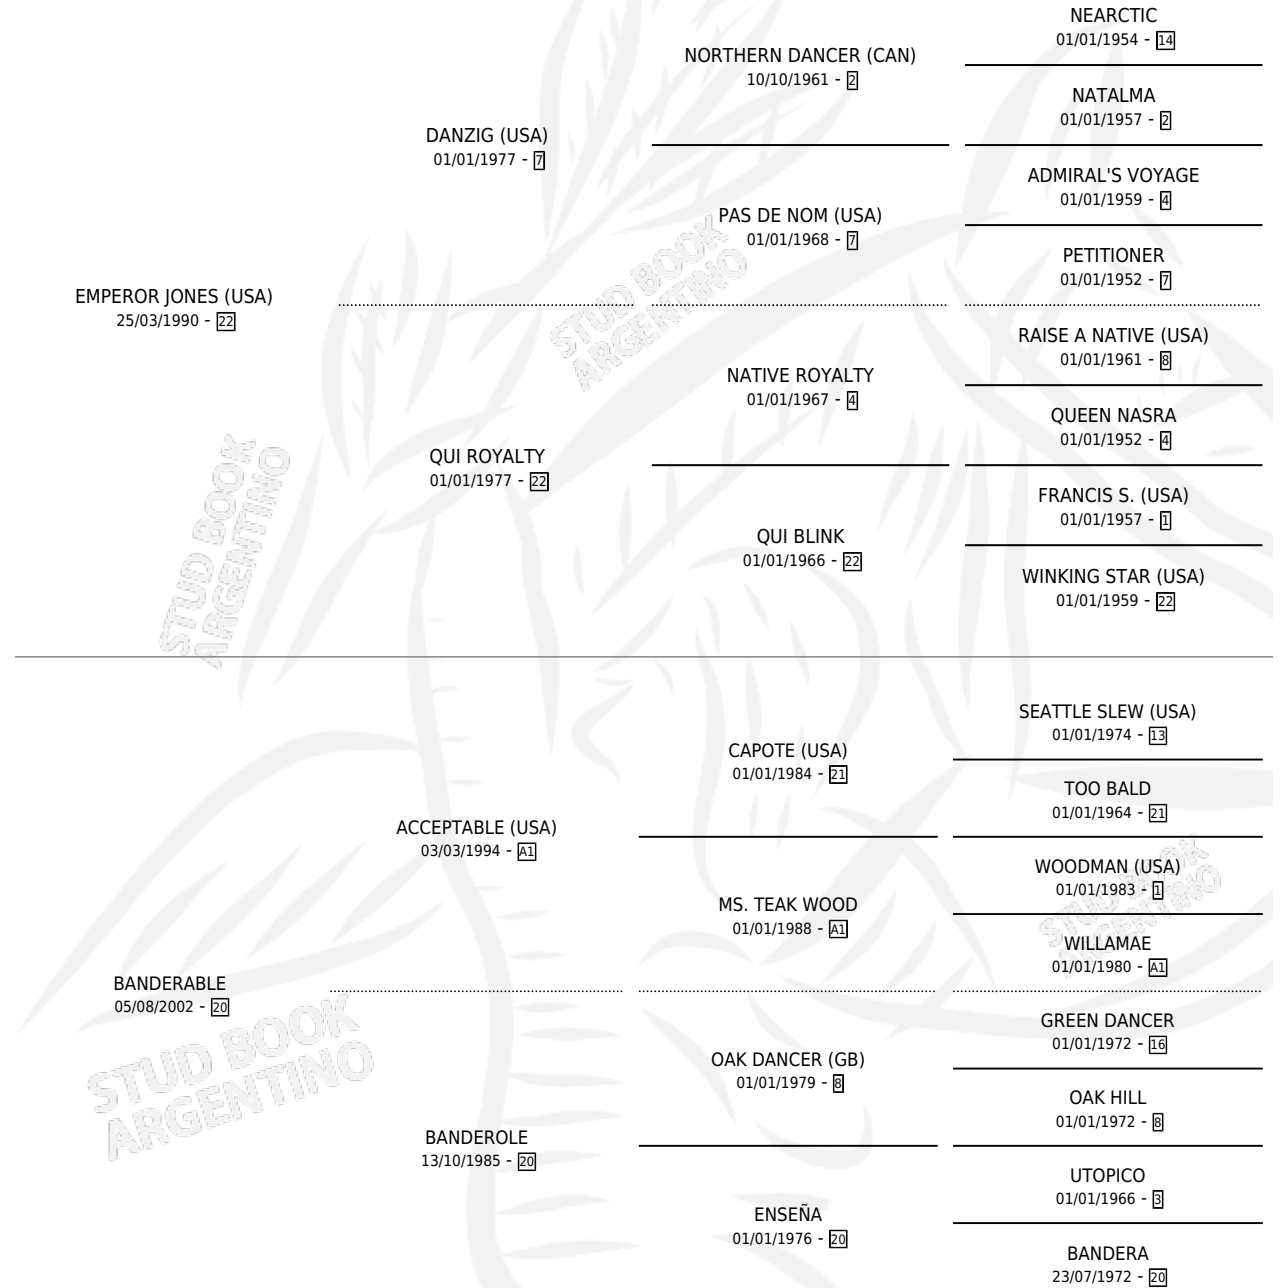 NEARCTIC
01/01/1954 - 14
NORTHERN DANCER (CAN)
10/10/1961 - 2
NATALMA
01/01/1957 - 2
DANZIG (USA)
01/01/1977 - 7
ADMIRAL'S VOYAGE
01/01/1959 - 4
PAS DE NOM (USA)
01/01/1968 - 7
PETITIONER
01/01/1952 - 7
EMPEROR JONES (USA)
25/03/1990 - 22
RAISE A NATIVE (USA)
01/01/1961 - 8
NATIVE ROYALTY
01/01/1967 - 4
QUEEN NASRA
01/01/1952 - 4
QUI ROYALTY
01/01/1977 - 22
FRANCIS S. (USA)
01/01/1957 - 1
QUI BLINK
01/01/1966 - 22
WINKING STAR (USA)
01/01/1959 - 22
STUD BOOK
ARGENTINO
STUD BOOK
ARGENTINO
SEATTLE SLEW (USA)
01/01/1974 - 13
CAPOTE (USA)
01/01/1984 - 21
TOO BALD
01/01/1964 - 21
ACCEPTABLE (USA)
03/03/1994 - A1
WOODMAN (USA)
01/01/1983 - 1
MS. TEAK WOOD
01/01/1988 - A1
WILLAMAE
01/01/1980 - A1
BANDERABLE
05/08/2002 - 20
GREEN DANCER
01/01/1972 - 16
OAK DANCER (GB)
01/01/1979 - 8
OAK HILL
01/01/1972 - 8
BANDEROLE
13/10/1985 - 20
UTOPICO
01/01/1966 - 3
ENSEÑA
01/01/1976 - 20
BANDERA
23/07/1972 - 20
STUD BOOK
ARGENTINO
STUD BOOK
ARGENTINO